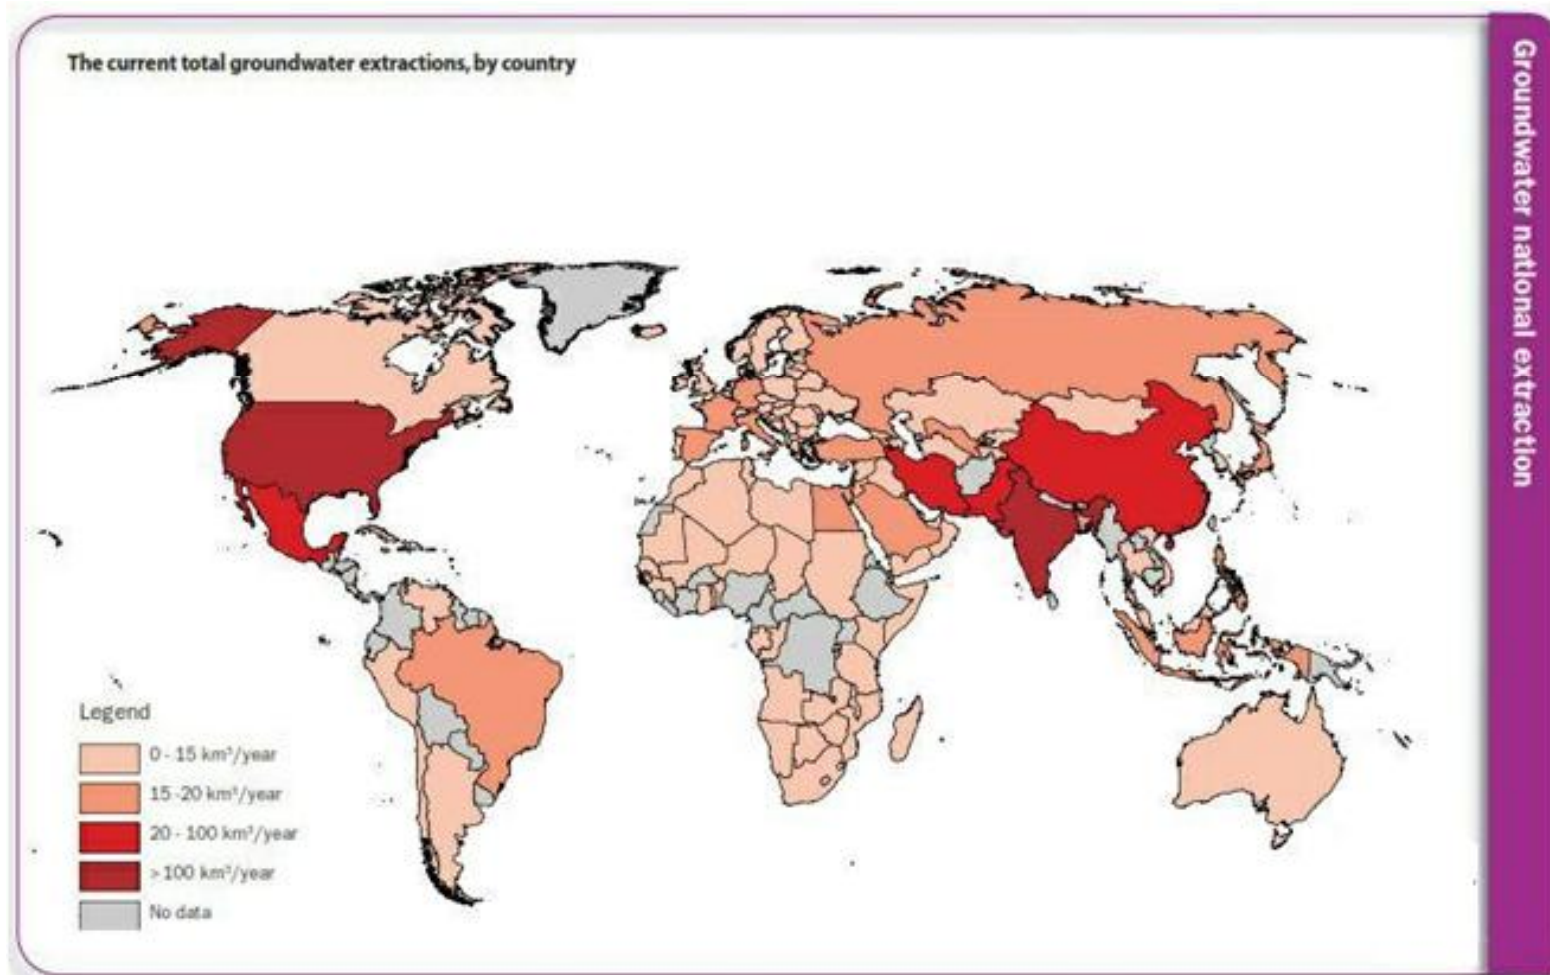 The current total groundwater extractions, by country
Groundwater national extraction
Legend
0 - 15 km³/year
15 -20 km³/year
20 - 100 km³/year
> 100 km³/year
No data